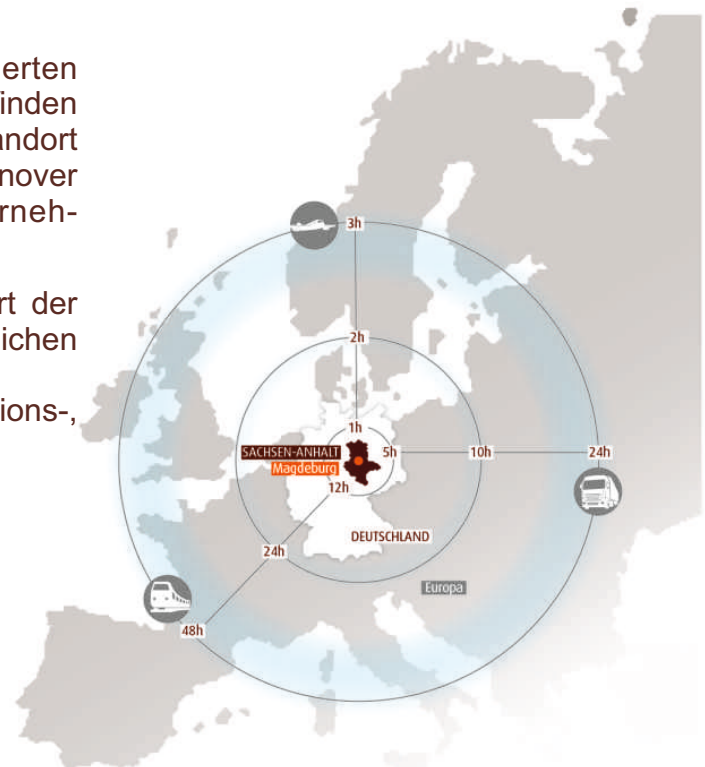 erten
inden
andort
nover
rneh-
rt der
ichen
ions-,
3h
2h
1h
SACHSEN-ANHALT
Magdeburg
5h
10h
24h
12h
24h
DEUTSCHLAND
Europa
48h